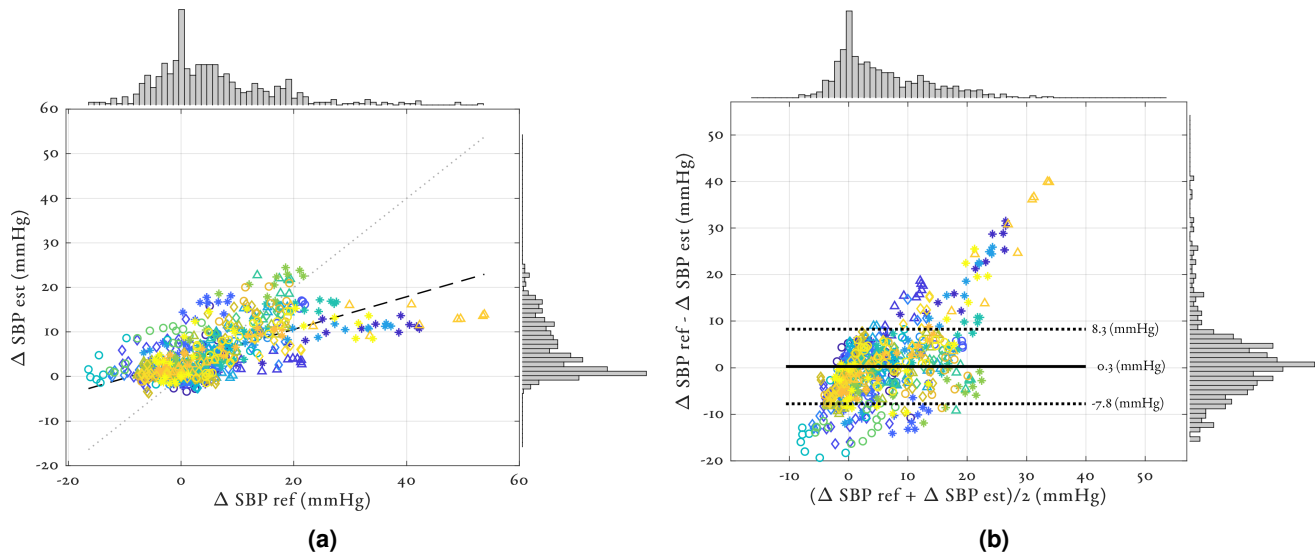 60
50
40
30
20
10
0
-10
-20
Δ SBP est (mmHg)
-20 0 20 40 60
Δ SBP ref (mmHg)
(a)
50
40
30
20
10
0
-10
-20
Δ SBP ref - Δ SBP est (mmHg)
8.3 (mmHg)
0.3 (mmHg)
-7.8 (mmHg)
-10 0 10 20 30 40 50
(Δ SBP ref + Δ SBP est)/2 (mmHg)
(b)